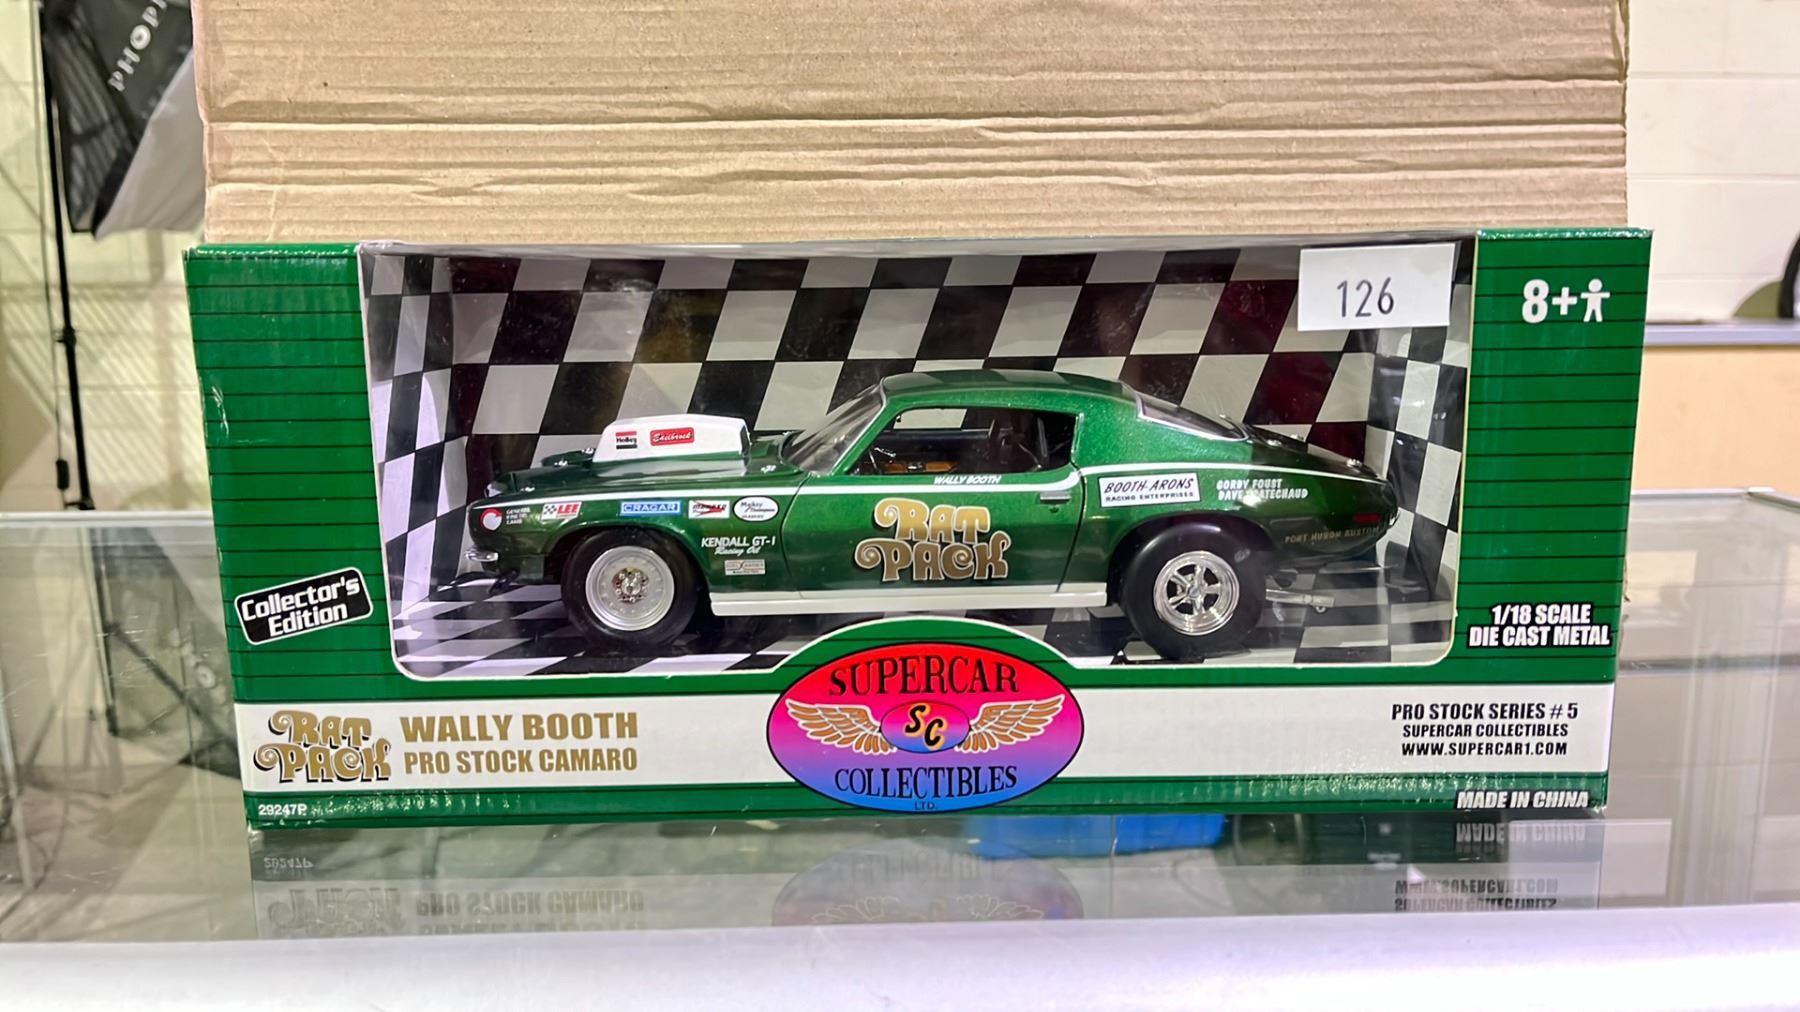 126
8+
Holley
Edelbrock
WALLY BOOTH
BOOTH-ARONS
RACING ENTERPRISES
GORDY FOUST
LEE
CRAGAR
KENDALL GT-1
Racing Oil
RAT
PACK
PORT HURON KUSTOM
Collector's
Edition
1/18 SCALE
DIE CAST METAL
RAT
PACK
WALLY BOOTH
PRO STOCK CAMARO
29247P
SUPERCAR
SC
COLLECTIBLES
LTD.
PRO STOCK SERIES # 5
SUPERCAR COLLECTIBLES
WWW.SUPERCAR1.COM
MADE IN CHINA